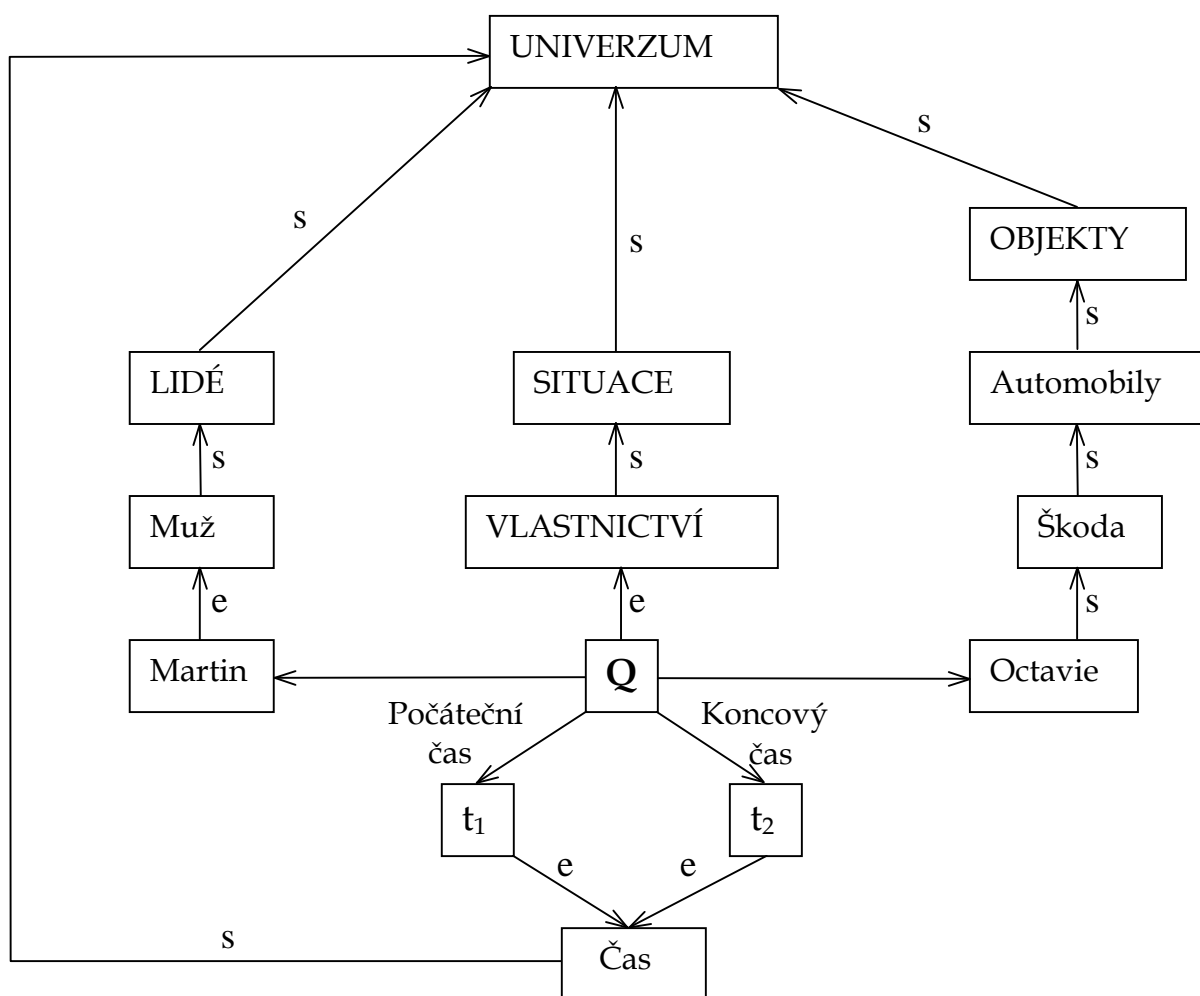 UNIVERZUM
s
s
s
OBJEKTY
s
LIDÉ
SITUACE
Automobily
s
s
s
Muž
VLASTNICTVÍ
Škoda
e
e
s
Martin
Q
Octavie
Počáteční
čas
Koncový
čas
t₁
t₂
e
e
s
Čas